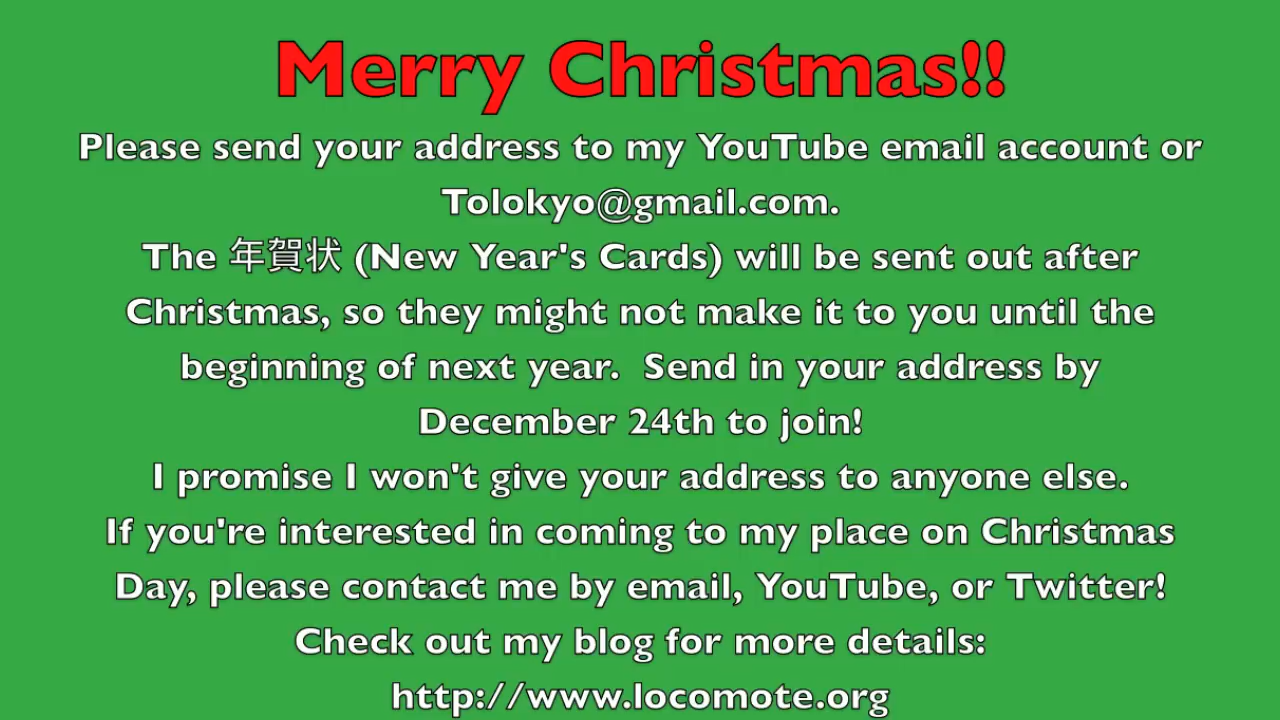 Merry Christmas!!
Please send your address to my YouTube email account or
Tolokyo@gmail.com.
The 年賀状 (New Year's Cards) will be sent out after
Christmas, so they might not make it to you until the
beginning of next year.  Send in your address by
December 24th to join!
I promise I won't give your address to anyone else.
If you're interested in coming to my place on Christmas
Day, please contact me by email, YouTube, or Twitter!
Check out my blog for more details:
http://www.locomote.org